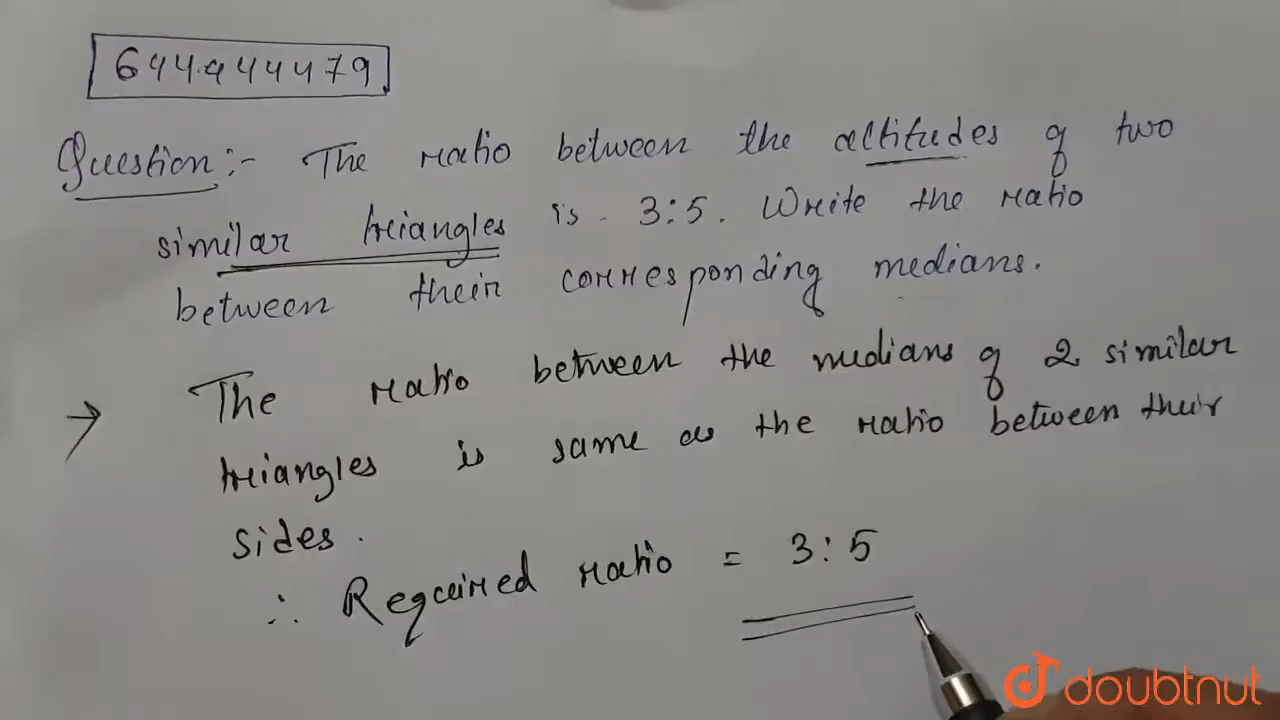 644444479
Question:- The ratio between the altitudes of two
similar triangles is. 3:5. Write the ratio
between their corresponding medians.
→ The ratio between the medians of 2 similar
triangles is same as the ratio between their
sides.
∴ Required ratio = 3:5
doubtnut